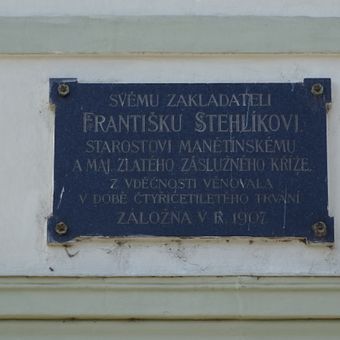 SVÉMU ZAKLADATELI
FRANTIŠKU STEHLÍKOVI.
STAROSTOVI MANĚTÍNSKÉMU
A MAJ. ZLATÉHO ZÁSLUŽNÉHO KŘÍŽE.
Z VDĚČNOSTI VĚNOVALA
V DOBĚ ČTYŘICETILETÉHO TRVÁNÍ
ZÁLOŽNA V R. 1907.